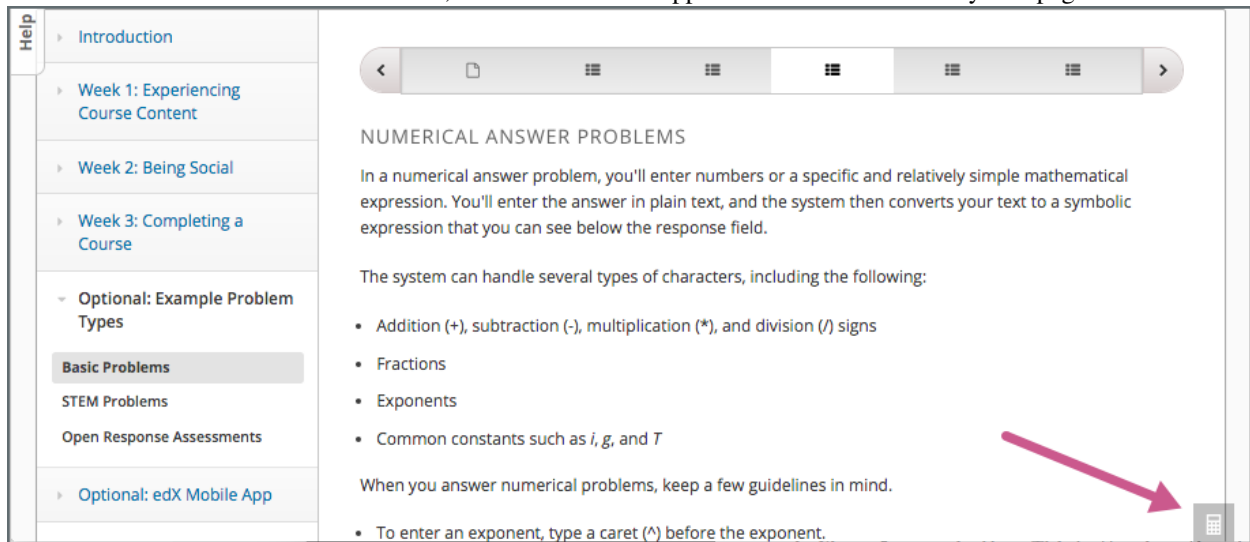 Help
Introduction
Week 1: Experiencing
Course Content
Week 2: Being Social
Week 3: Completing a
Course
Optional: Example Problem
Types
Basic Problems
STEM Problems
Open Response Assessments
Optional: edX Mobile App
NUMERICAL ANSWER PROBLEMS
In a numerical answer problem, you'll enter numbers or a specific and relatively simple mathematical
expression. You'll enter the answer in plain text, and the system then converts your text to a symbolic
expression that you can see below the response field.
The system can handle several types of characters, including the following:
• Addition (+), subtraction (-), multiplication (*), and division (/) signs
• Fractions
• Exponents
• Common constants such as i, g, and T
When you answer numerical problems, keep a few guidelines in mind.
• To enter an exponent, type a caret (^) before the exponent.